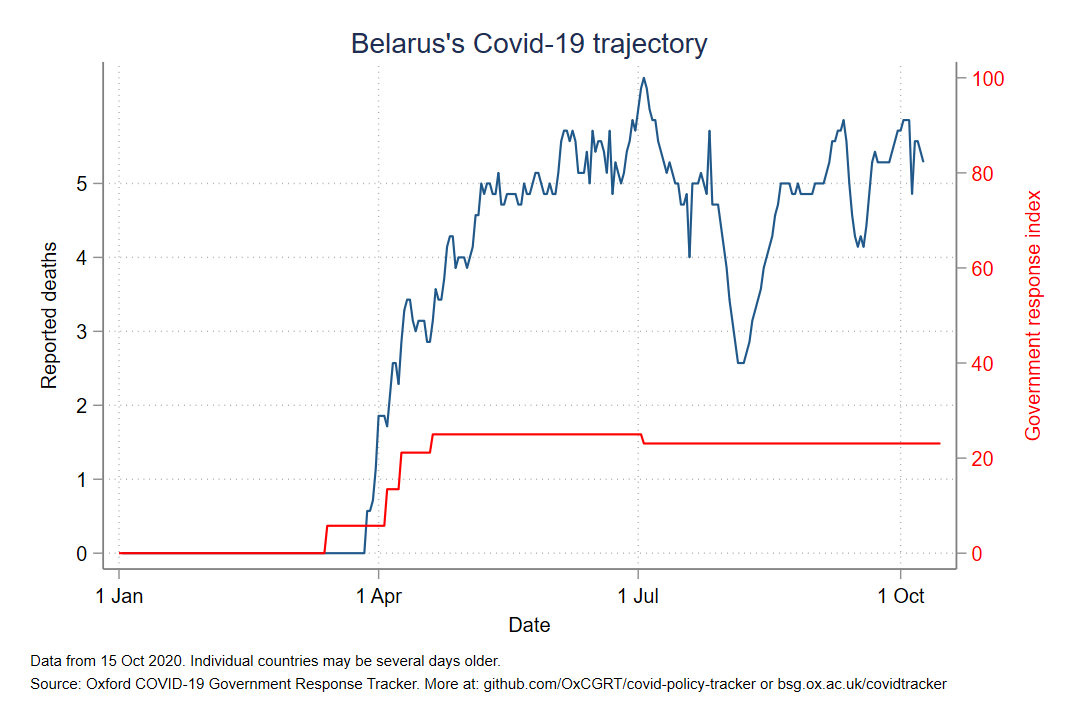 Belarus's Covid-19 trajectory
100
80
60
40
20
0
5
4
3
2
1
0
Reported deaths
Government response index
1 Jan
1 Apr
1 Jul
1 Oct
Date
Data from 15 Oct 2020. Individual countries may be several days older.
Source: Oxford COVID-19 Government Response Tracker. More at: github.com/OxCGRT/covid-policy-tracker or bsg.ox.ac.uk/covidtracker